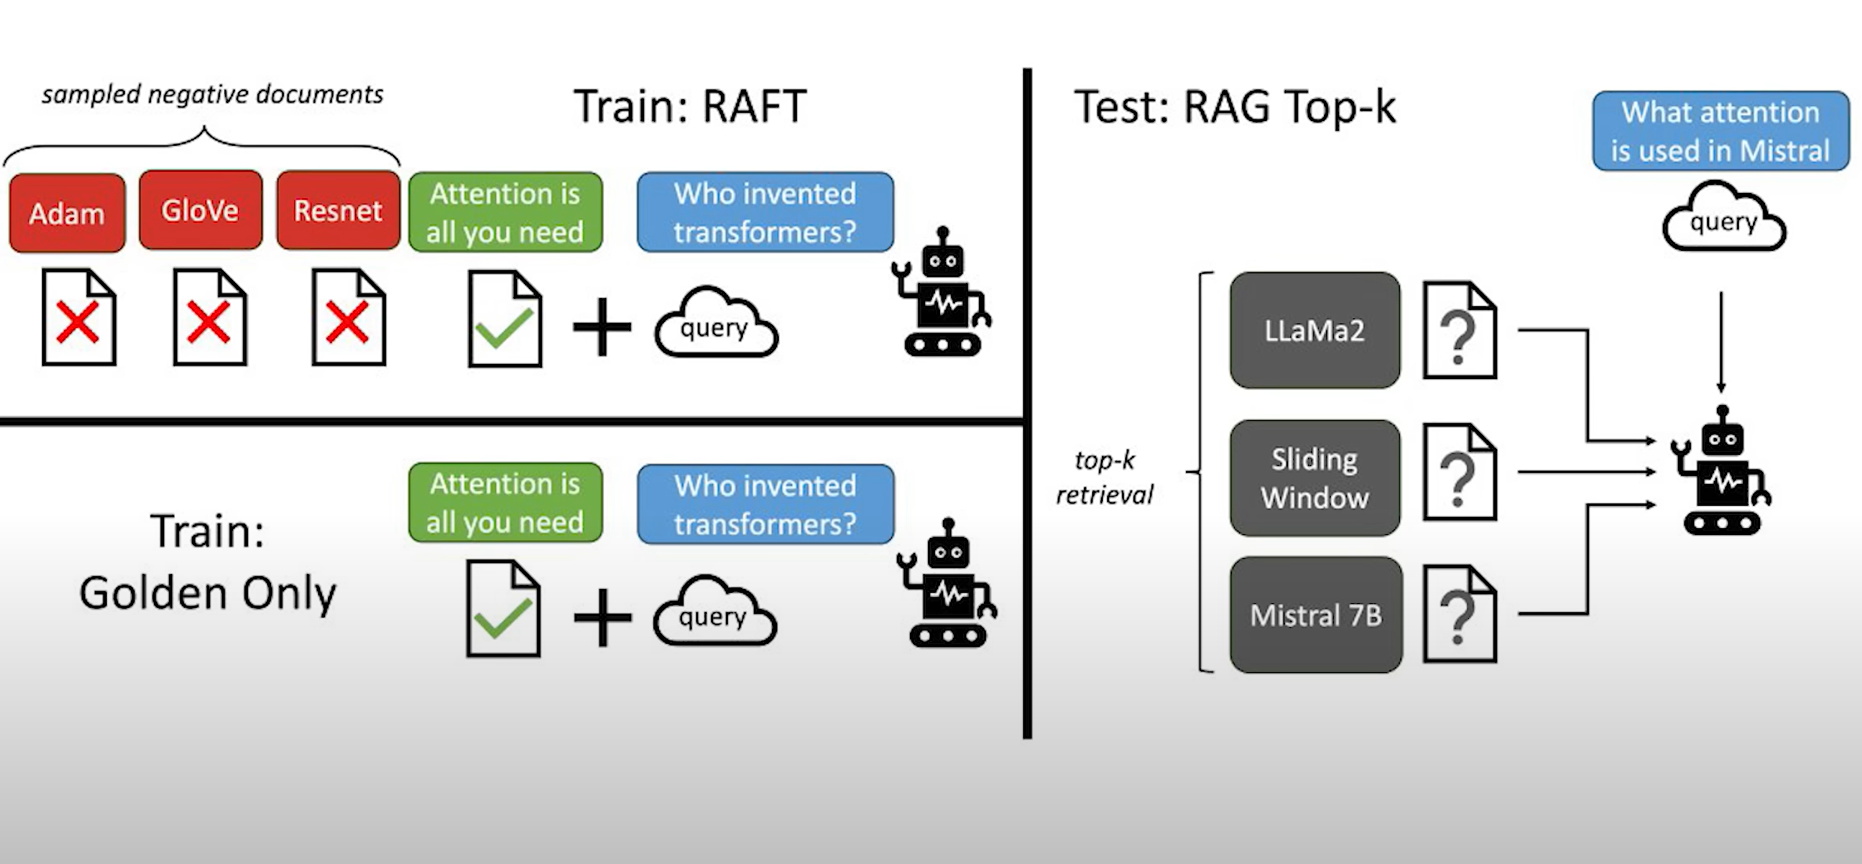 sampled negative documents
Train: RAFT
Adam
GloVe
Resnet
Attention is
all you need
Who invented
transformers?
query
Train:
Golden Only
Attention is
all you need
Who invented
transformers?
query
Test: RAG Top-k
What attention
is used in Mistral
query
top-k
retrieval
LLaMa2
?
Sliding
Window
?
Mistral 7B
?